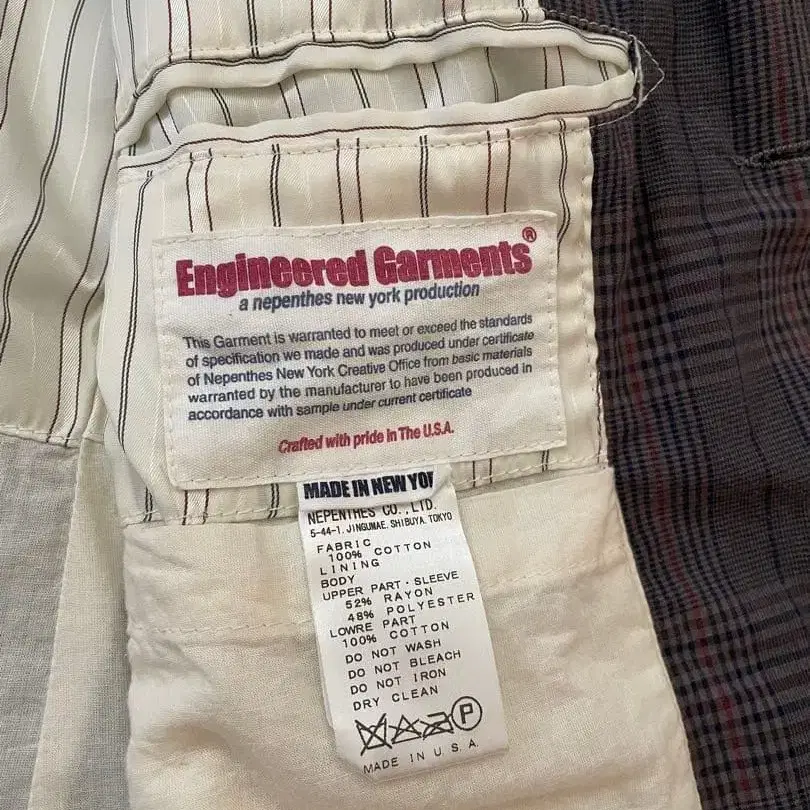 Engineered Garments®
a nepenthes new york production
This Garment is warranted to meet or exceed the standards
of specification we made and was produced under certificate
of Nepenthes New York Creative Office from basic materials
warranted by the manufacturer to have been produced in
accordance with sample under current certificate
Crafted with pride in The U.S.A.
MADE IN NEW YO
NEPENTHES CO.,LTD.
5-44-1, JINGUMAE, SHIBUYA, TOKYO
FABRIC
100% COTTON
LINING
BODY
UPPER PART・SLEEVE
52% RAYON
48% POLYESTER
LOWRE PART
100% COTTON
DO NOT WASH
DO NOT BLEACH
DO NOT IRON
DRY CLEAN
P
MADE IN U.S.A.